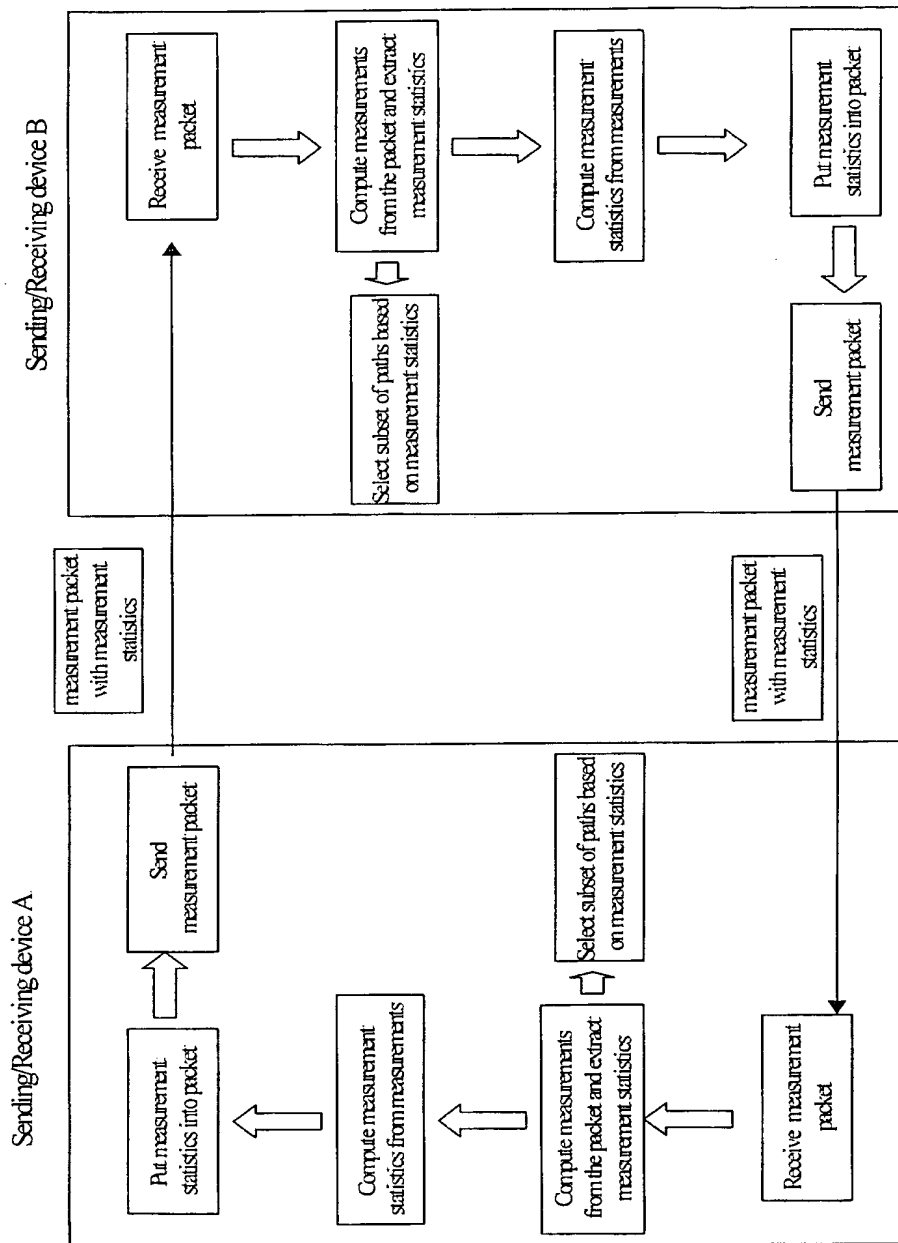 Sending/Receiving device A
Put measurement
statistics into packet
Send
measurement packet
Compute measurement
statistics from measurements
Compute measurements
from the packet and extract
measurement statistics
Select subset of paths based
on measurement statistics
Receive measurement
packet
measurement packet
with measurement
statistics
measurement packet
with measurement
statistics
Sending/Receiving device B
Receive measurement
packet
Compute measurements
from the packet and extract
measurement statistics
Select subset of paths based
on measurement statistics
Compute measurement
statistics from measurements
Put measurement
statistics into packet
Send
measurement packet